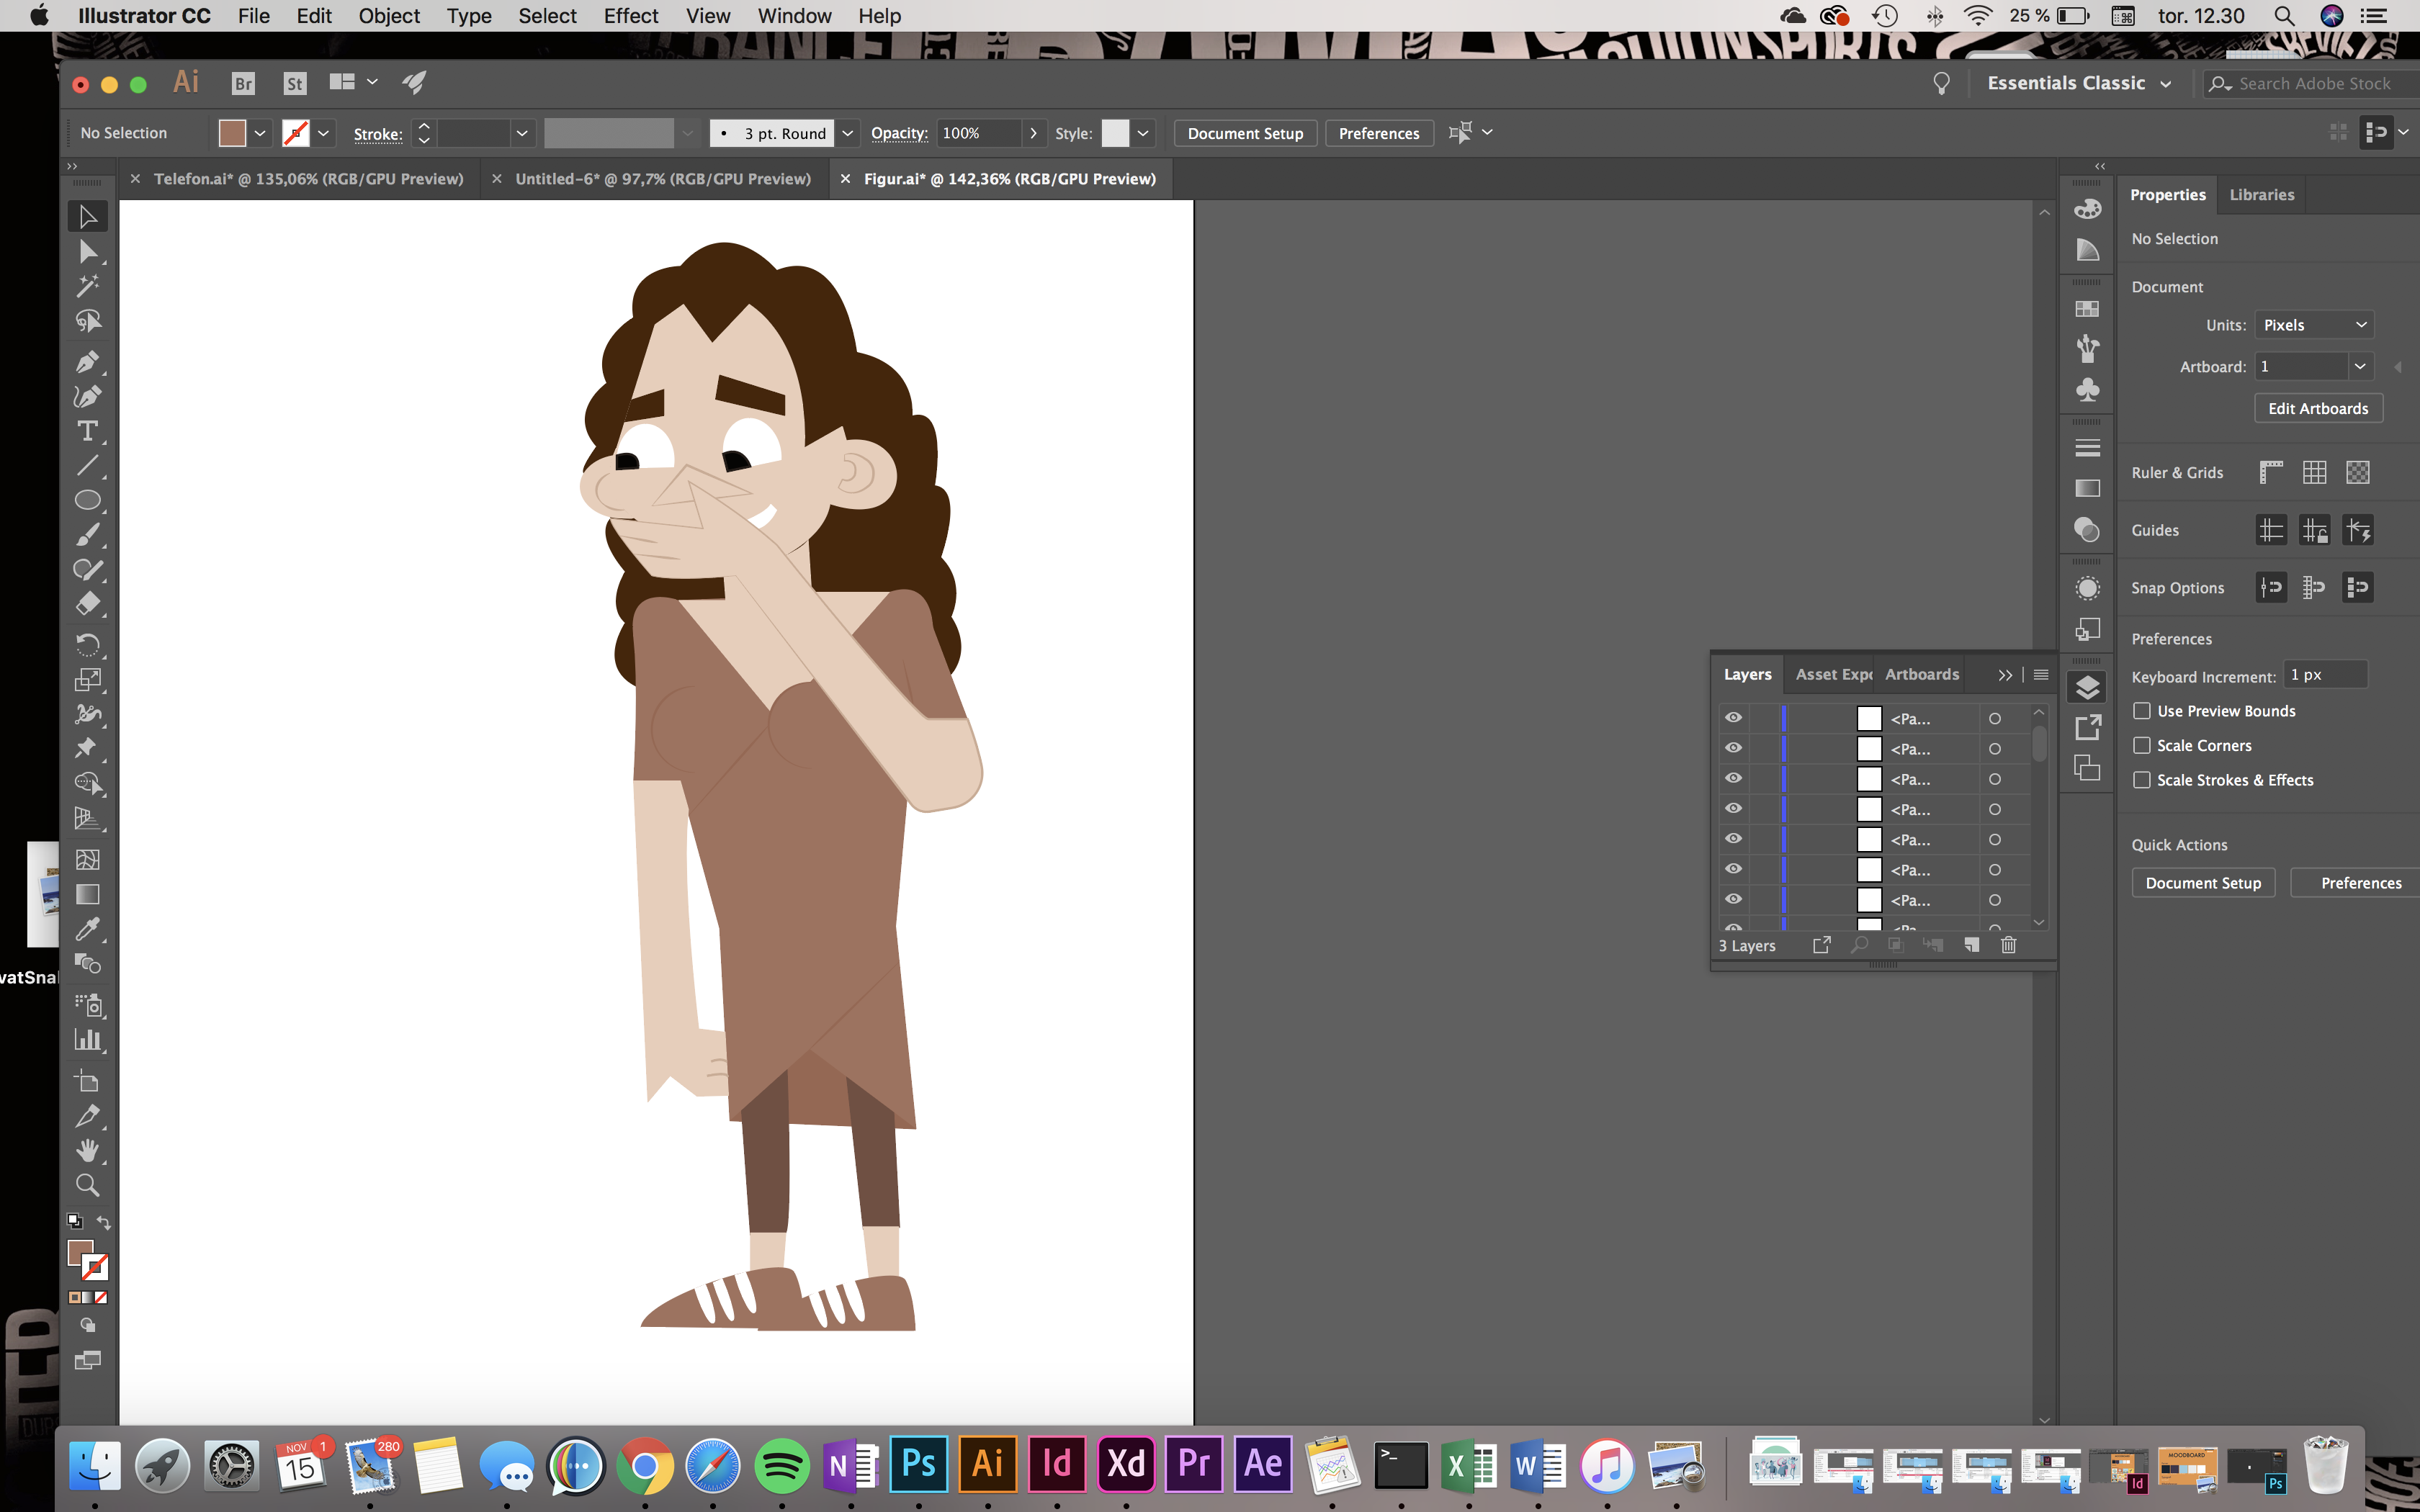 Illustrator CC File Edit Object Type Select Effect View Window Help 25 % tor. 12.30
Ai Br St Essentials Classic Search Adobe Stock
No Selection Stroke: 3 pt. Round Opacity: 100% Style: Document Setup Preferences
Telefon.ai* @ 135,06% (RGB/GPU Preview) Untitled-6* @ 97,7% (RGB/GPU Preview) Figur.ai* @ 142,36% (RGB/GPU Preview)
Properties Libraries
No Selection
Document
Units: Pixels
Artboard: 1
Edit Artboards
Ruler & Grids
Guides
Snap Options
Preferences
Keyboard Increment: 1 px
Use Preview Bounds
Scale Corners
Scale Strokes & Effects
Quick Actions
Document Setup Preferences
Layers Asset Expo Artboards
<Pa...
<Pa...
<Pa...
<Pa...
<Pa...
<Pa...
<Pa...
<Pa...
3 Layers
vatSna
NOV 15 1 280 N Ps Ai Id Xd Pr Ae X W Id MOODBOARD Ps